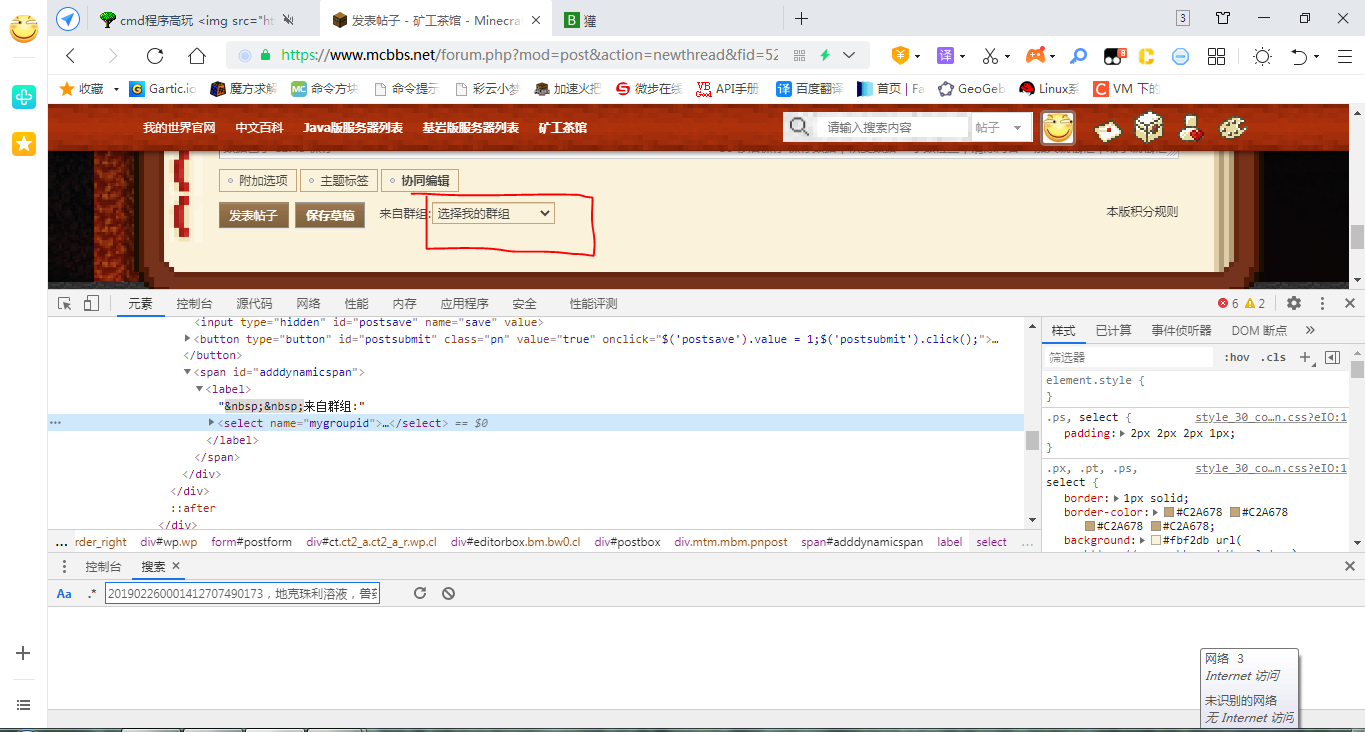 cmd程序高玩 <img src="ht
发表帖子 - 矿工茶馆 - Minecra
B 獾
3
https://www.mcbbs.net/forum.php?mod=post&action=newthread&fid=52
译
8
收藏
Gartic.io
魔方求解
MC 命令方块
命令提示
彩云小梦
加速火把
微步在线
VB Good API手册
译 百度翻译
首页 | Fa
GeoGeb
Linux系
C VM 下的
我的世界官网
中文百科
Java版服务器列表
基岩版服务器列表
矿工茶馆
请输入搜索内容
帖子
附加选项
主题标签
协同编辑
发表帖子
保存草稿
来自群组:
选择我的群组
本版积分规则
元素
控制台
源代码
网络
性能
内存
应用程序
安全
性能评测
6
2
<input type="hidden" id="postsave" name="save" value>
<button type="button" id="postsubmit" class="pn" value="true" onclick="$('postsave').value = 1;$('postsubmit').click();">…
</button>
<span id="adddynamicspan">
<label>
"&nbsp;&nbsp;来自群组:"
<select name="mygroupid">…</select> == $0
</label>
</span>
</div>
</div>
::after
</div>
… rder_right
div#wp.wp
form#postform
div#ct.ct2_a.ct2_a_r.wp.cl
div#editorbox.bm.bw0.cl
div#postbox
div.mtm.mbm.pnpost
span#adddynamicspan
label
select
…
样式
已计算
事件侦听器
DOM 断点
»
筛选器
:hov
.cls
element.style {
}
.ps, select {
style_30_co…n.css?eIO:1
padding: 2px 2px 2px 1px;
}
.px, .pt, .ps,
style_30_co…n.css?eIO:1
select {
border: 1px solid;
border-color: #C2A678 #C2A678
#C2A678 #C2A678;
background: #fbf2db url(
控制台
搜索
Aa
.*
201902260001412707490173，地克珠利溶液，兽药
网络 3
Internet 访问
未识别的网络
无 Internet 访问